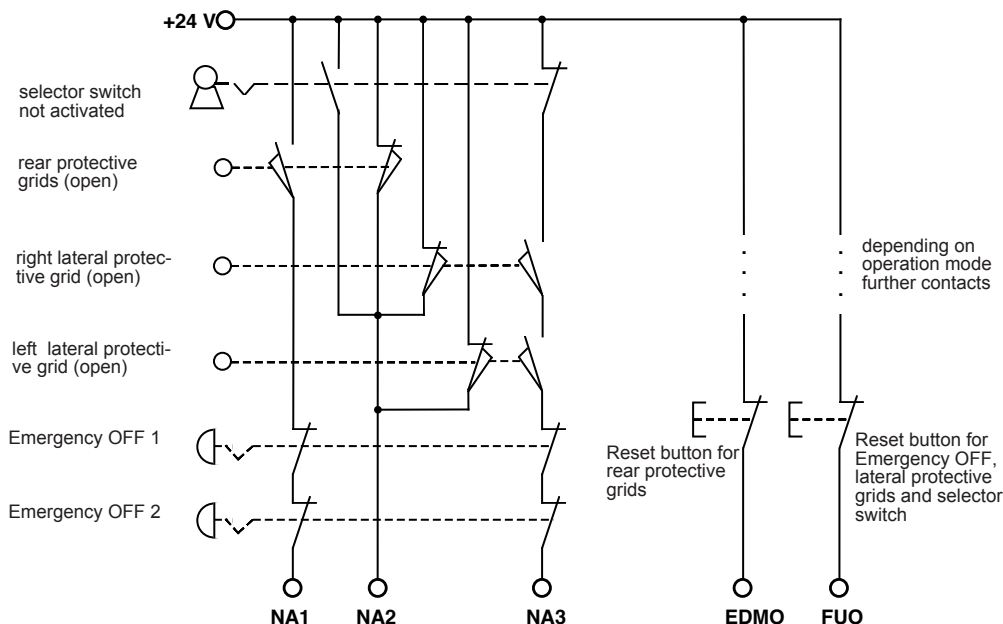 +24 V
selector switch
not activated
rear protective
grids (open)
right lateral protec-
tive grid (open)
depending on
operation mode
further contacts
left lateral protecti-
ve grid (open)
Emergency OFF 1
Reset button for
rear protective
grids
Reset button for
Emergency OFF,
lateral protective
grids and selector
switch
Emergency OFF 2
NA1
NA2
NA3
EDMO
FUO